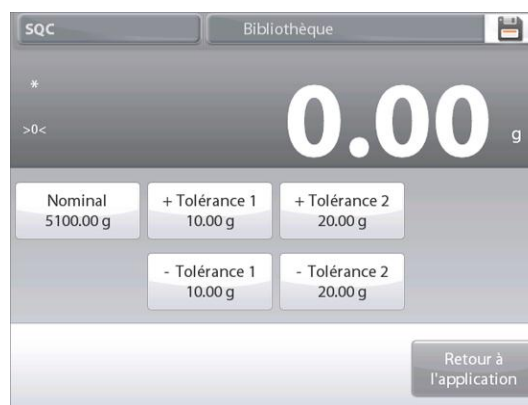 SQC
Bibliothèque
*
>0<
0.00
g
Nominal
5100.00 g
+ Tolérance 1
10.00 g
+ Tolérance 2
20.00 g
- Tolérance 1
10.00 g
- Tolérance 2
20.00 g
Retour à
l'application